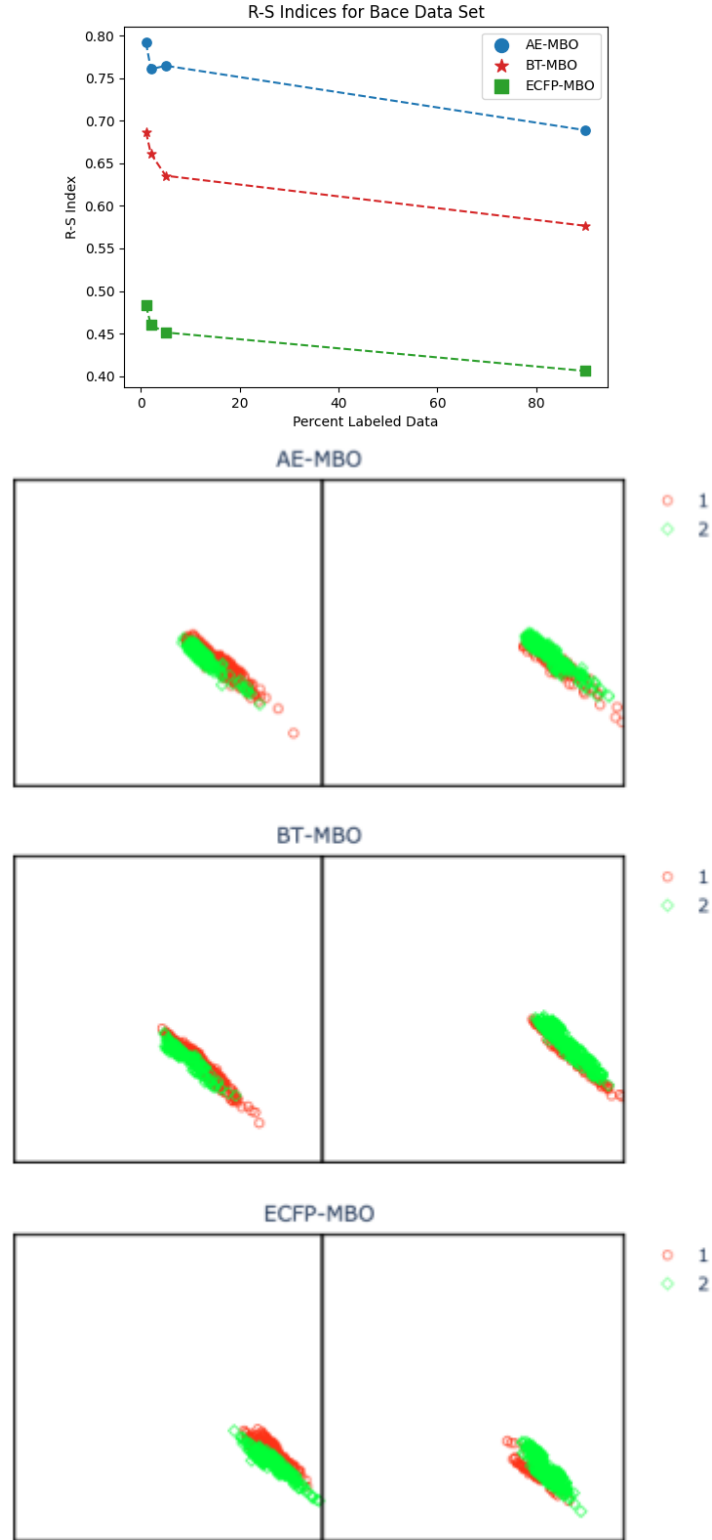 R-S Indices for Bace Data Set
0.80
0.75
0.70
0.65
0.60
0.55
0.50
0.45
0.40
R-S Index
AE-MBO
BT-MBO
ECFP-MBO
0 20 40 60 80
Percent Labeled Data
AE-MBO
1
2
BT-MBO
1
2
ECFP-MBO
1
2